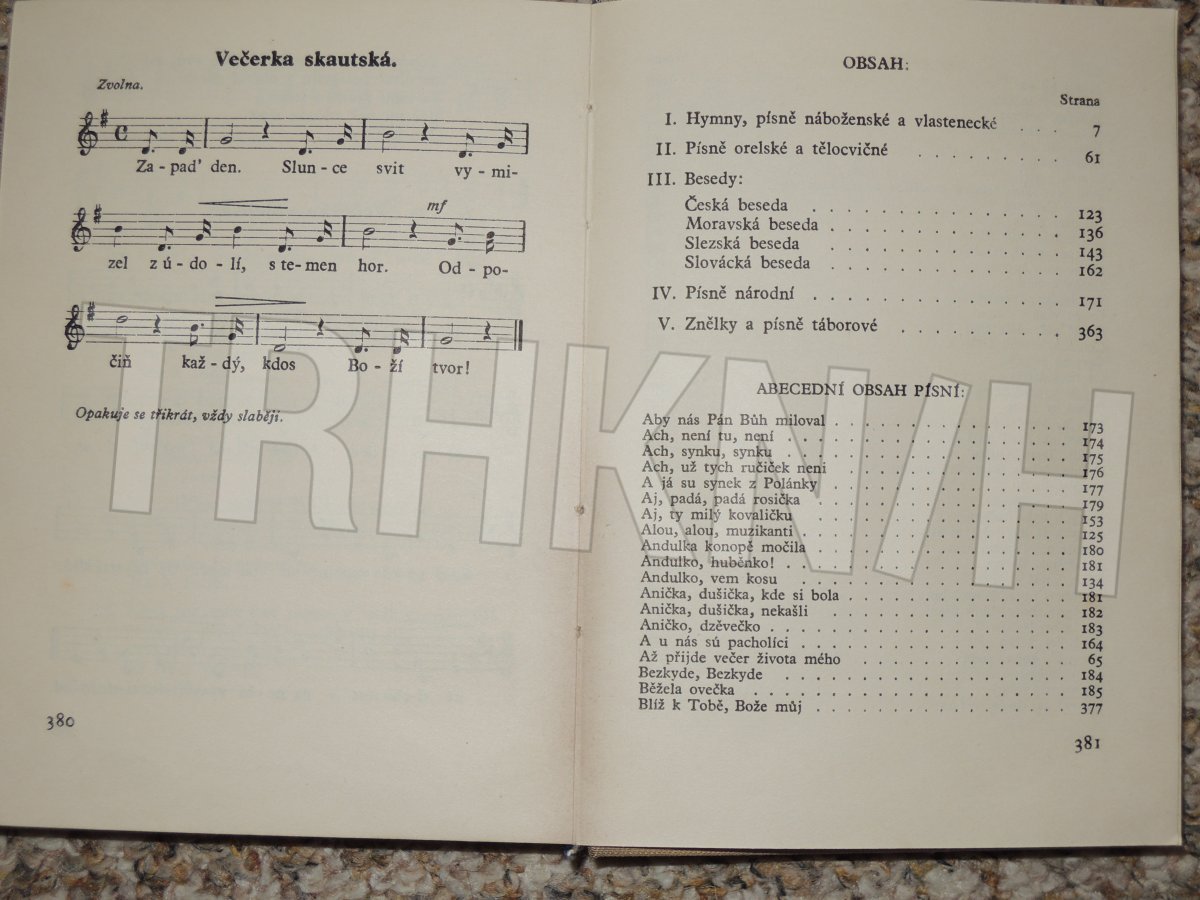 Večerka skautská.
Zvolna.
Za - pad' den. Slun - ce svit vy - mi-
mf
zel z ú - do - lí, s te - men hor. Od - po-
čiň kaž - dý, kdos Bo - ží tvor!
Opakuje se třikrát, vždy slaběji.
380
OBSAH:
Strana
I. Hymny, písně náboženské a vlastenecké . . . 7
II. Písně orelské a tělocvičné . . . . . . . . 61
III. Besedy:
Česká beseda . . . . . . . . . . . . 123
Moravská beseda . . . . . . . . . . . 136
Slezská beseda . . . . . . . . . . . 143
Slovácká beseda . . . . . . . . . . . 162
IV. Písně národní . . . . . . . . . . . . 171
V. Znělky a písně táborové . . . . . . . . 363
ABECEDNÍ OBSAH PÍSNÍ:
Aby nás Pán Bůh miloval . . . . . . . . . 173
Ach, není tu, není . . . . . . . . . . . 174
Ach, synku, synku . . . . . . . . . . . 175
Ach, už tych ručiček neni . . . . . . . . . 176
A já su synek z Polánky . . . . . . . . . 177
Aj, padá, padá rosička . . . . . . . . . . 179
Aj, ty milý kovaličku . . . . . . . . . . 153
Alou, alou, muzikanti . . . . . . . . . . 125
Andulka konopě močila . . . . . . . . . 180
Andulko, huběnko! . . . . . . . . . . . 181
Andulko, vem kosu . . . . . . . . . . . 134
Anička, dušička, kde si bola . . . . . . . . 181
Anička, dušička, nekašli . . . . . . . . . 182
Aničko, dzěvečko . . . . . . . . . . . 183
A u nás sú pacholíci . . . . . . . . . . 164
Až přijde večer života mého . . . . . . . . 65
Bezkyde, Bezkyde . . . . . . . . . . . 184
Běžela ovečka . . . . . . . . . . . . 185
Blíž k Tobě, Bože můj . . . . . . . . . . 377
381
TRHKNIH